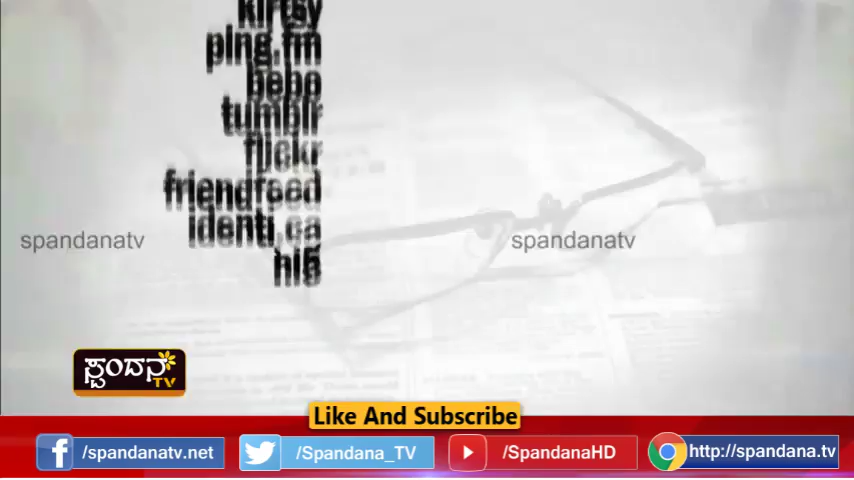 kirtsy
ping.fm
bebo
tumblr
flickr
friendfeed
identi.ca
hi5
spandanatv spandanatv
ಸ್ಪಂದನ
TV
Like And Subscribe
/spandanatv.net /Spandana_TV /SpandanaHD http://spandana.tv